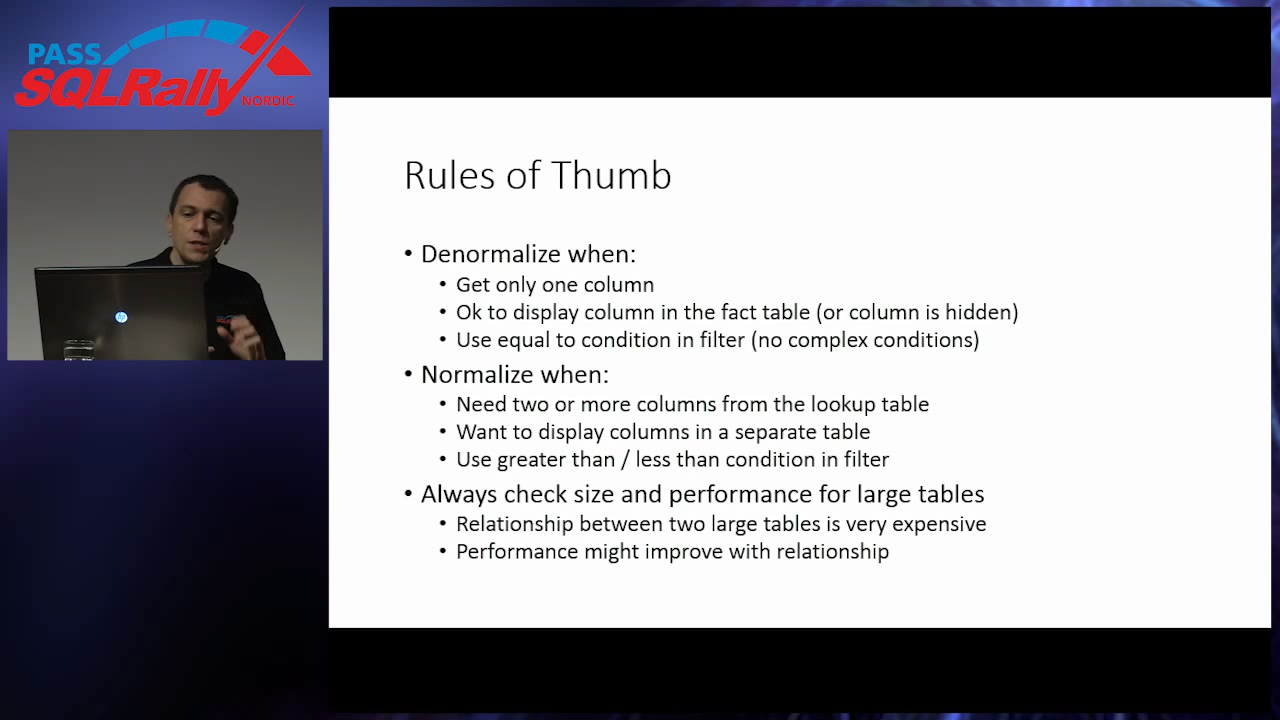 PASS
SQLRally
NORDIC
hp
Rules of Thumb
• Denormalize when:
• Get only one column
• Ok to display column in the fact table (or column is hidden)
• Use equal to condition in filter (no complex conditions)
• Normalize when:
• Need two or more columns from the lookup table
• Want to display columns in a separate table
• Use greater than / less than condition in filter
• Always check size and performance for large tables
• Relationship between two large tables is very expensive
• Performance might improve with relationship